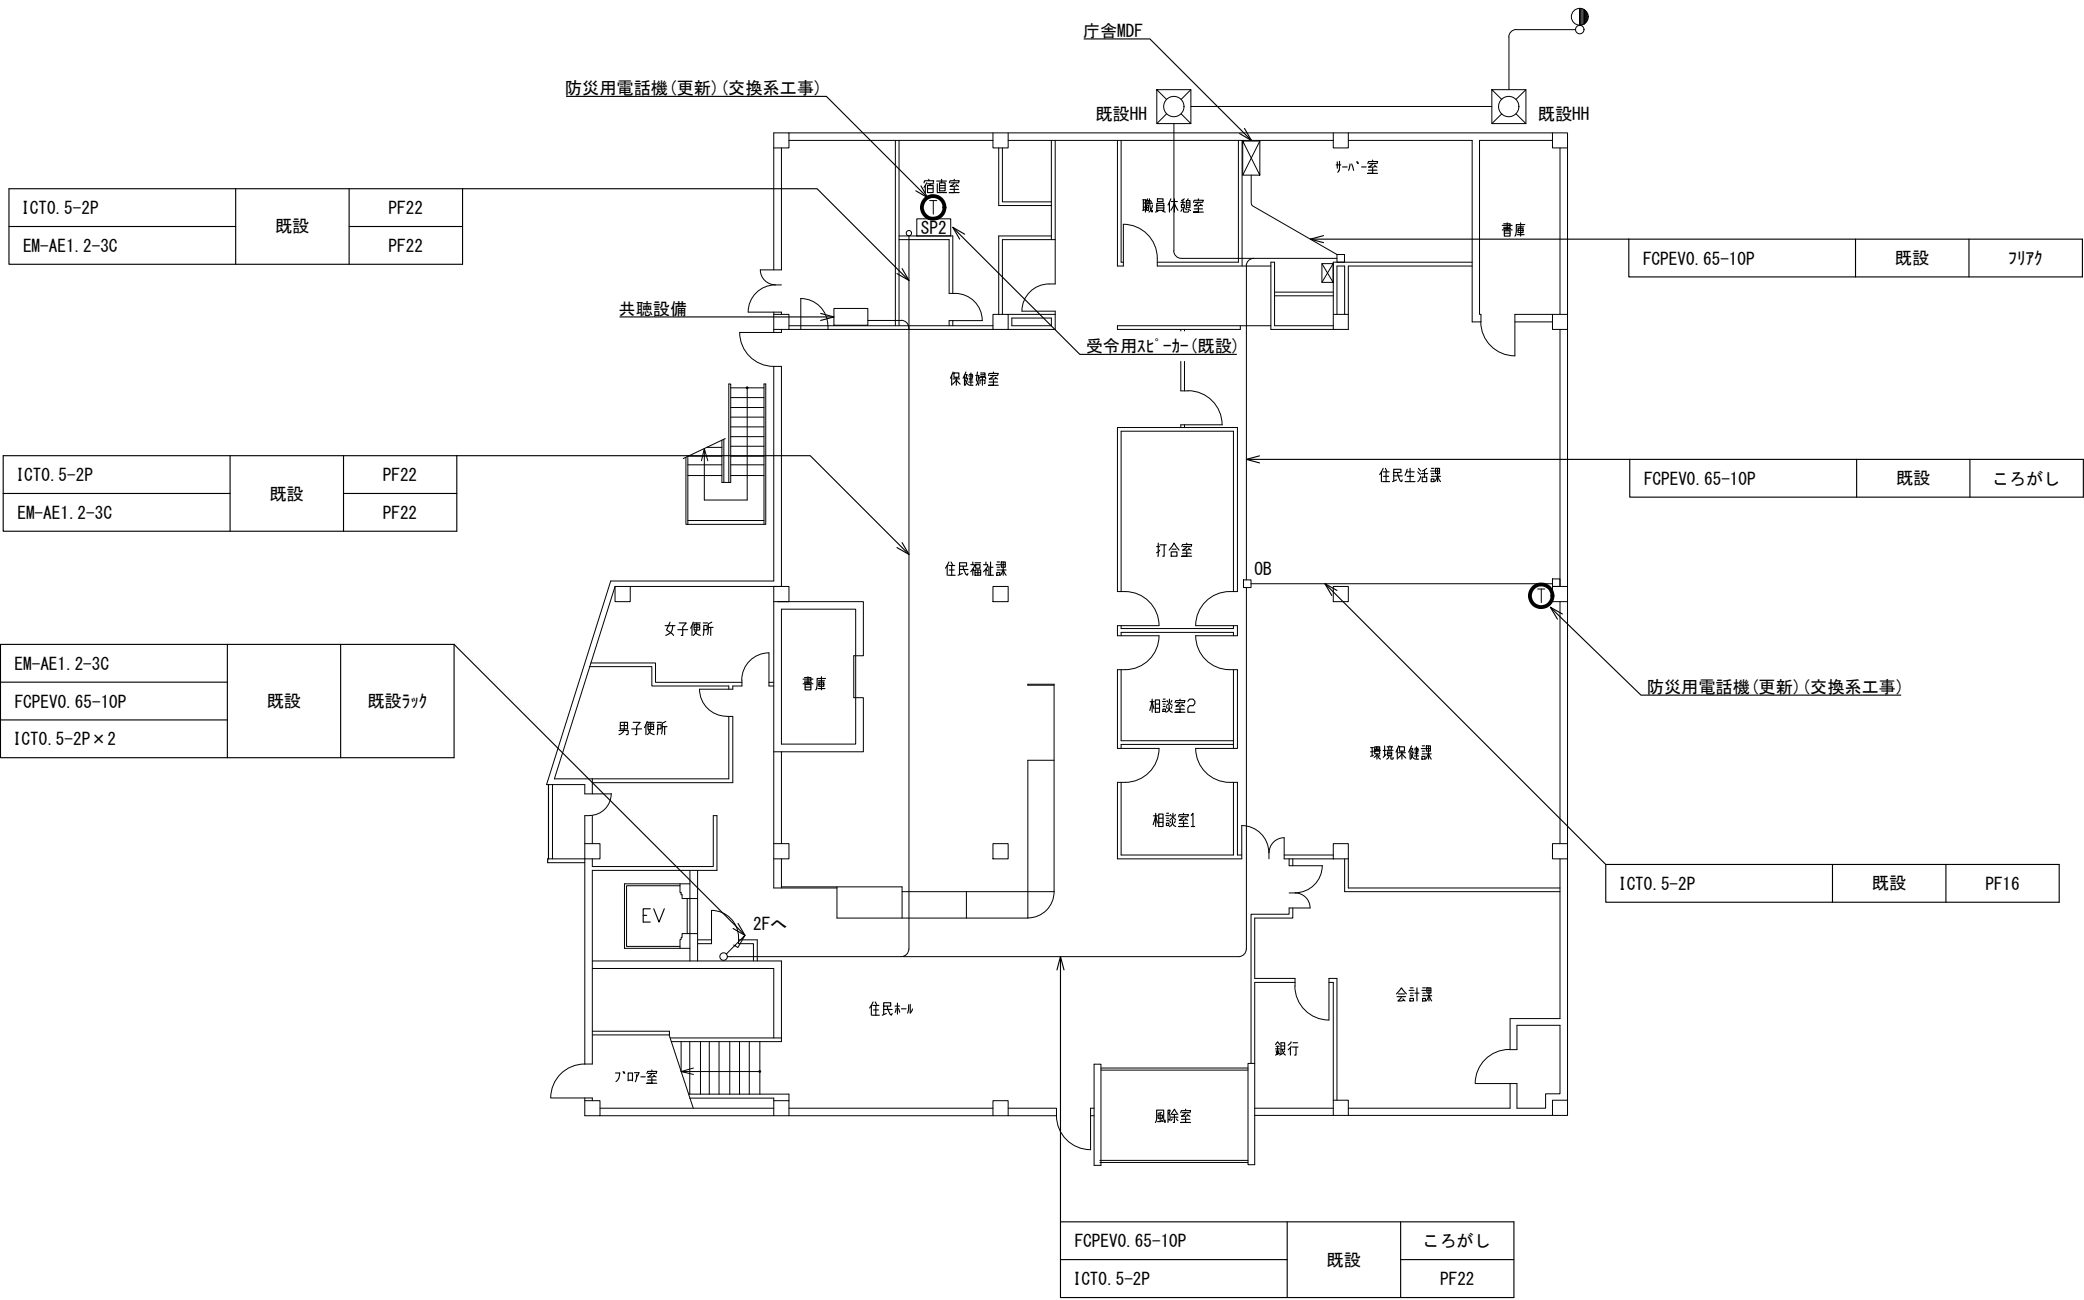 庁舎MDF
防災用電話機(更新)(交換系工事)
既設HH
既設HH
サーバー室
宿直室
T
SP2
職員休憩室
書庫
ICT0.5-2P 既設 PF22
EM-AE1.2-3C PF22
FCPEV0.65-10P 既設 フリアク
共聴設備
受令用スピーカー(既設)
保健婦室
ICT0.5-2P 既設 PF22
EM-AE1.2-3C PF22
住民生活課
FCPEV0.65-10P 既設 ころがし
打合室
住民福祉課
OB
T
女子便所
EM-AE1.2-3C
FCPEV0.65-10P 既設 既設ラック
ICT0.5-2P×2
書庫
防災用電話機(更新)(交換系工事)
相談室2
男子便所
環境保健課
相談室1
ICT0.5-2P 既設 PF16
EV
2Fへ
住民ホール
会計課
銀行
ブロアー室
風除室
FCPEV0.65-10P 既設 ころがし
ICT0.5-2P PF22